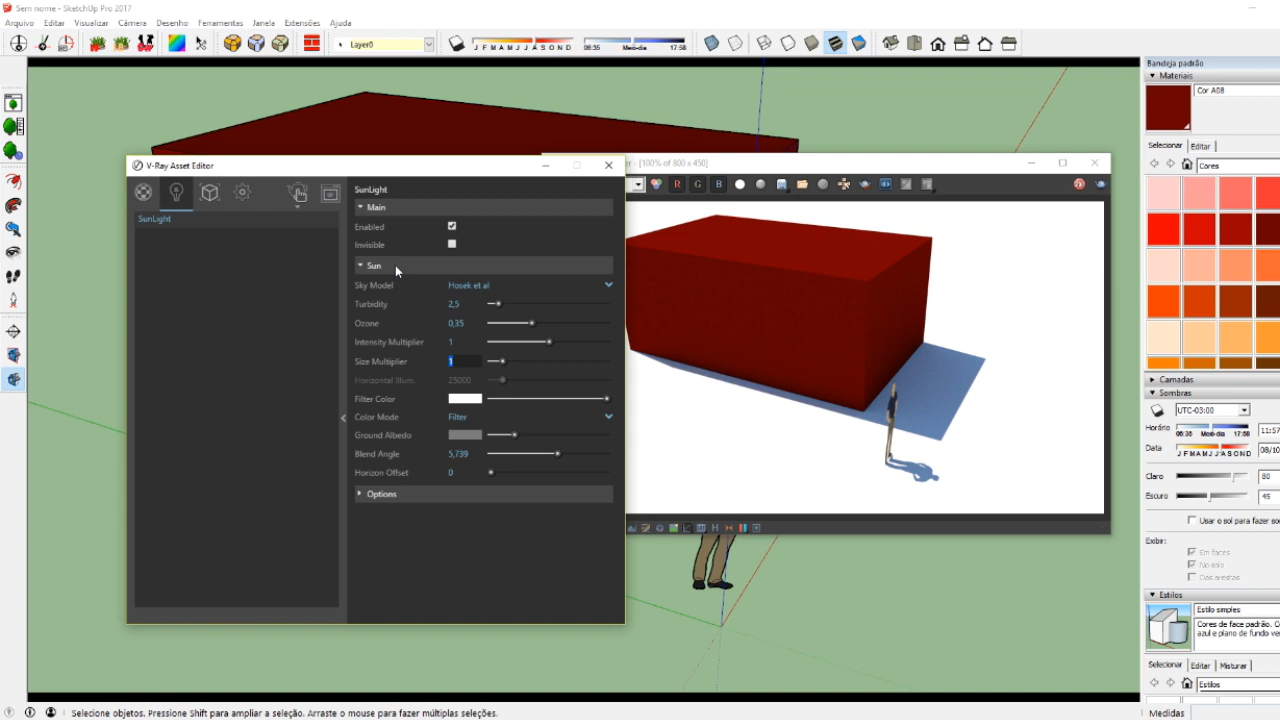 Sem nome - SketchUp Pro 2017
Arquivo Editar Visualizar Câmera Desenho Ferramentas Janela Extensões Ajuda
Layer0
J F M A M J J A S O N D
06:35 Meio-dia 17:58
Bandeja padrão
Materiais
Cor A08
Selecionar Editar
Cores
V-Ray Asset Editor
- [100% of 800 x 450]
R G B
SunLight
SunLight
Main
Enabled
Invisible
Sun
Sky Model Hosek et al
Turbidity 2,5
Ozone 0,35
Intensity Multiplier 1
Size Multiplier 1
Horizontal Illum. 25000
Filter Color
Color Mode Filter
Ground Albedo
Blend Angle 5,739
Horizon Offset 0
Options
H
Camadas
Sombras
UTC-03:00
Horário 06:35 Meio-dia 17:58 11:57
Data J F M A M J J A S O N D 08/10
Claro 80
Escuro 45
Usar o sol para fazer so
Exibir:
Em faces
No solo
Das arestas
Estilos
Estilo simples
Cores de face padrão. C
azul e plano de fundo ve
Selecionar Editar Misturar
Estilos
Selecione objetos. Pressione Shift para ampliar a seleção. Arraste o mouse para fazer múltiplas seleções.
Medidas